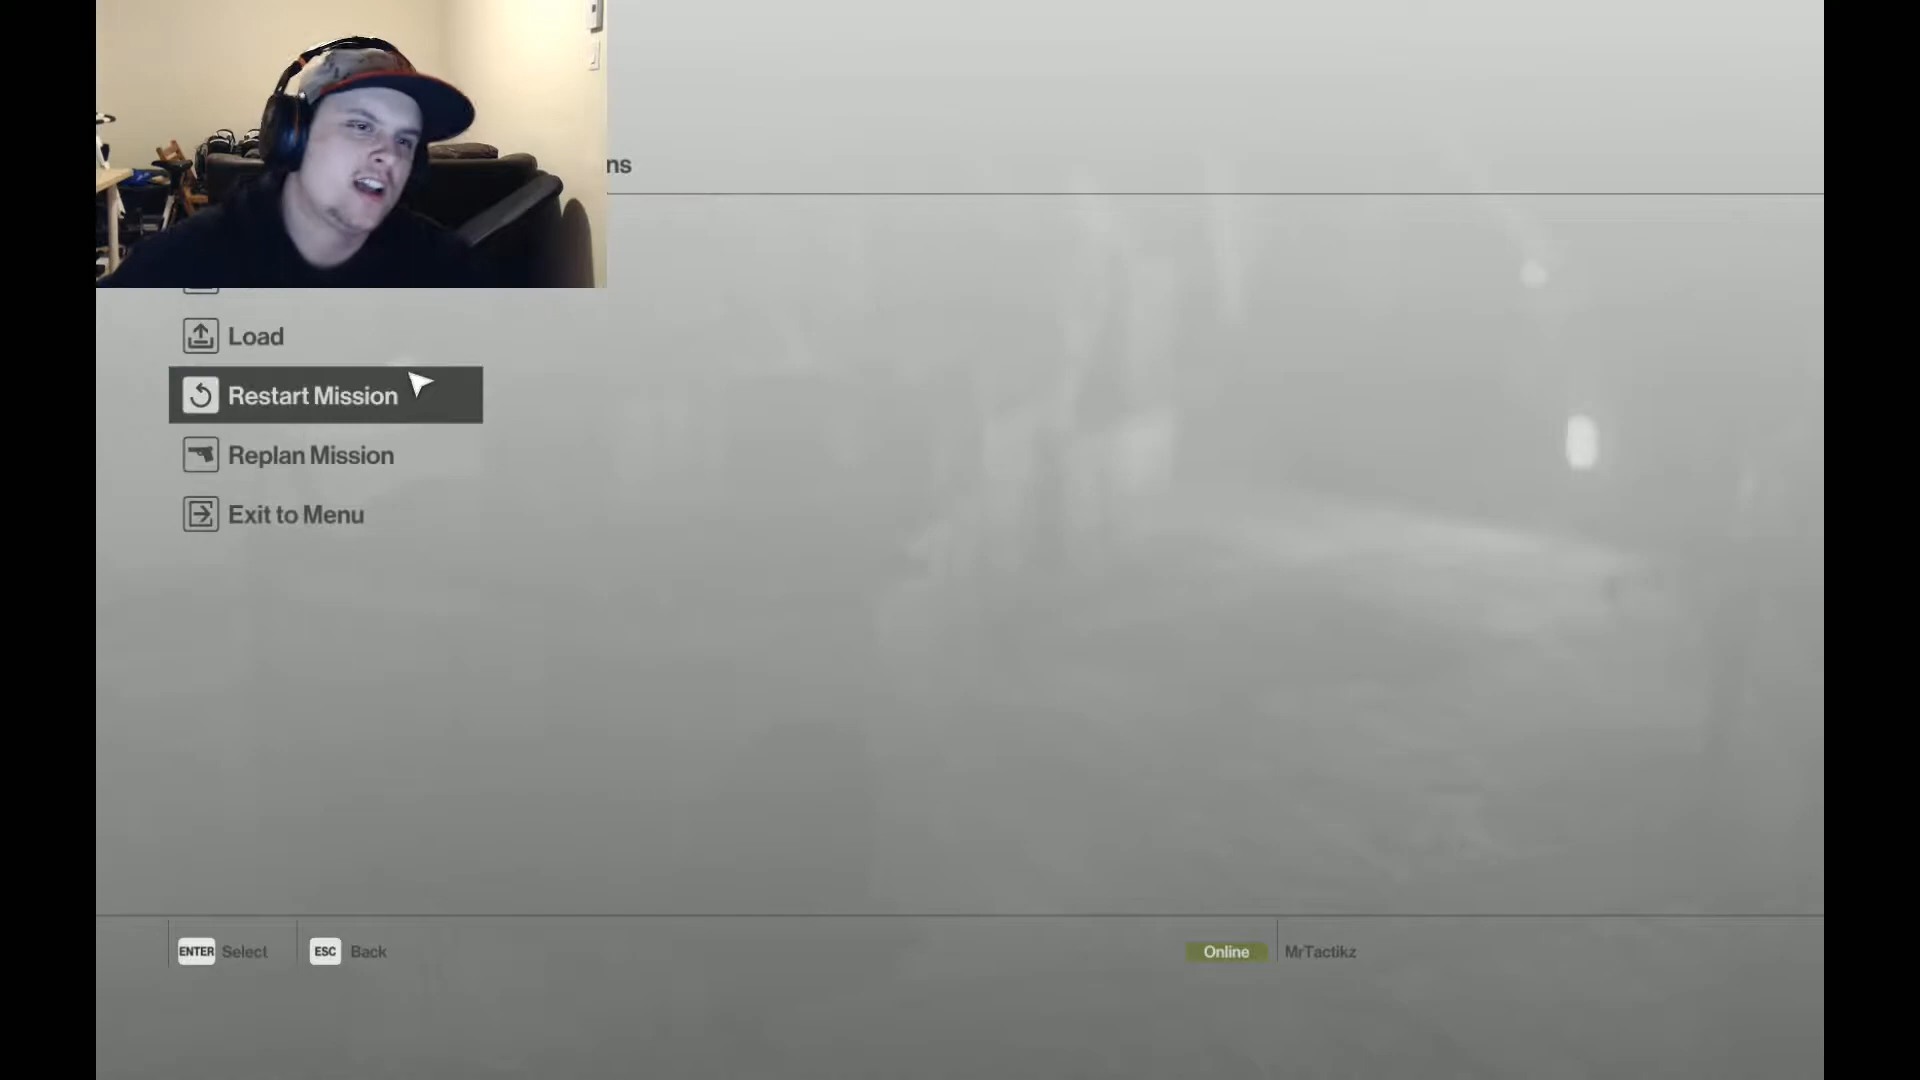 ns
Load
Restart Mission
Replan Mission
Exit to Menu
ENTER Select ESC Back Online MrTactikz